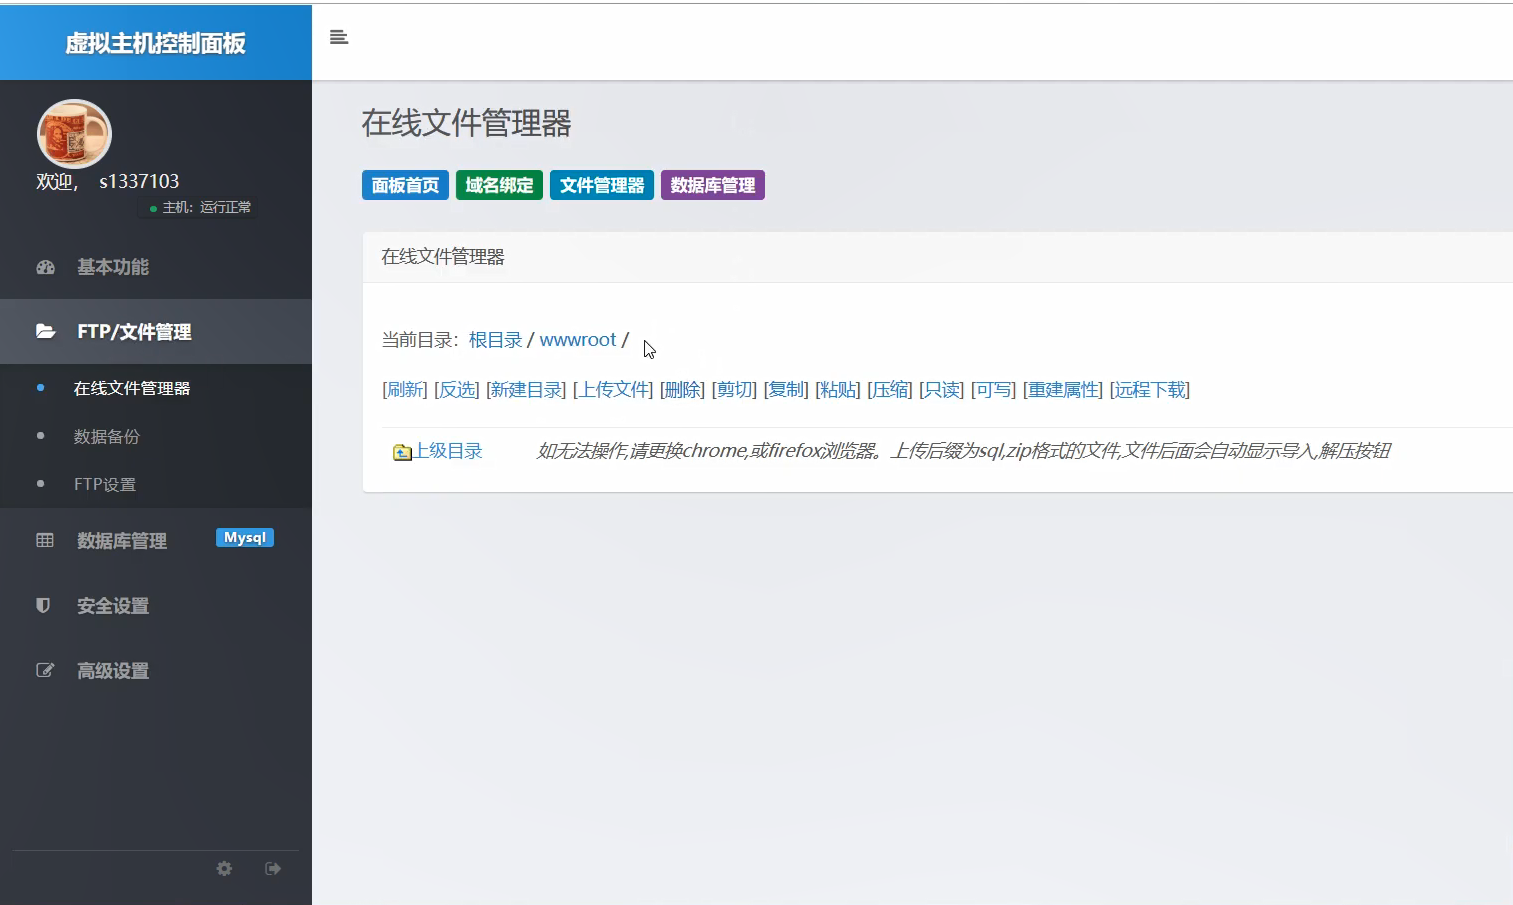 虚拟主机控制面板
欢迎， s1337103
主机：运行正常
基本功能
FTP/文件管理
在线文件管理器
数据备份
FTP设置
数据库管理 Mysql
安全设置
高级设置
在线文件管理器
面板首页 域名绑定 文件管理器 数据库管理
在线文件管理器
当前目录：根目录 / wwwroot /
[刷新] [反选] [新建目录] [上传文件] [删除] [剪切] [复制] [粘贴] [压缩] [只读] [可写] [重建属性] [远程下载]
上级目录 如无法操作,请更换chrome,或firefox浏览器。上传后缀为sql,zip格式的文件,文件后面会自动显示导入,解压按钮